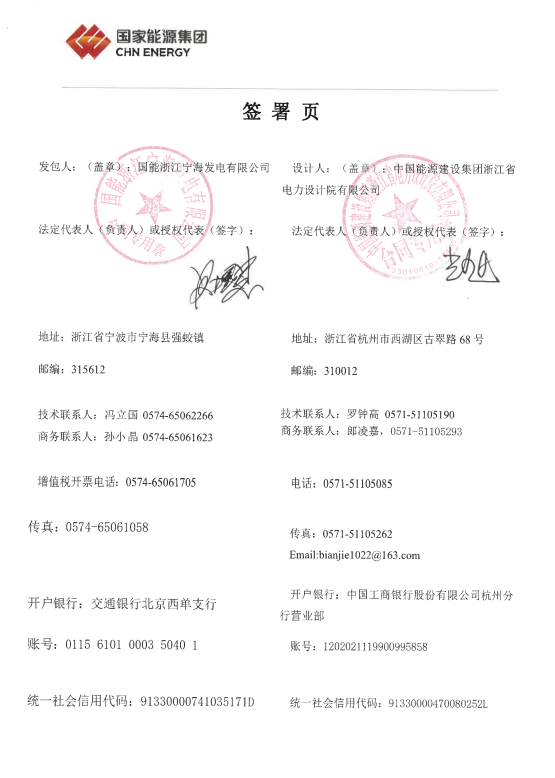 国家能源集团
CHN ENERGY
签署页
发包人：（盖章）：国能浙江宁海发电有限公司
法定代表人（负责人）或授权代表（签字）：
地址：浙江省宁波市宁海县强蛟镇
邮编：315612
技术联系人：冯立国 0574-65062266
商务联系人：孙小晶 0574-65061623
增值税开票电话：0574-65061705
传真：0574-65061058
开户银行：交通银行北京西单支行
账号：0115 6101 0003 5040 1
统一社会信用代码：91330000741035171D
设计人：（盖章）：中国能源建设集团浙江省
电力设计院有限公司
法定代表人（负责人）或授权代表（签字）：
地址：浙江省杭州市西湖区古翠路 68 号
邮编：310012
技术联系人：罗钟高 0571-51105190
商务联系人：郎凌嘉，0571-51105293
电话：0571-51105085
传真：0571-51105262
Email:bianjie1022@163.com
开户银行：中国工商银行股份有限公司杭州分
行营业部
账号：1202021119900995858
统一社会信用代码：91330000470080252L